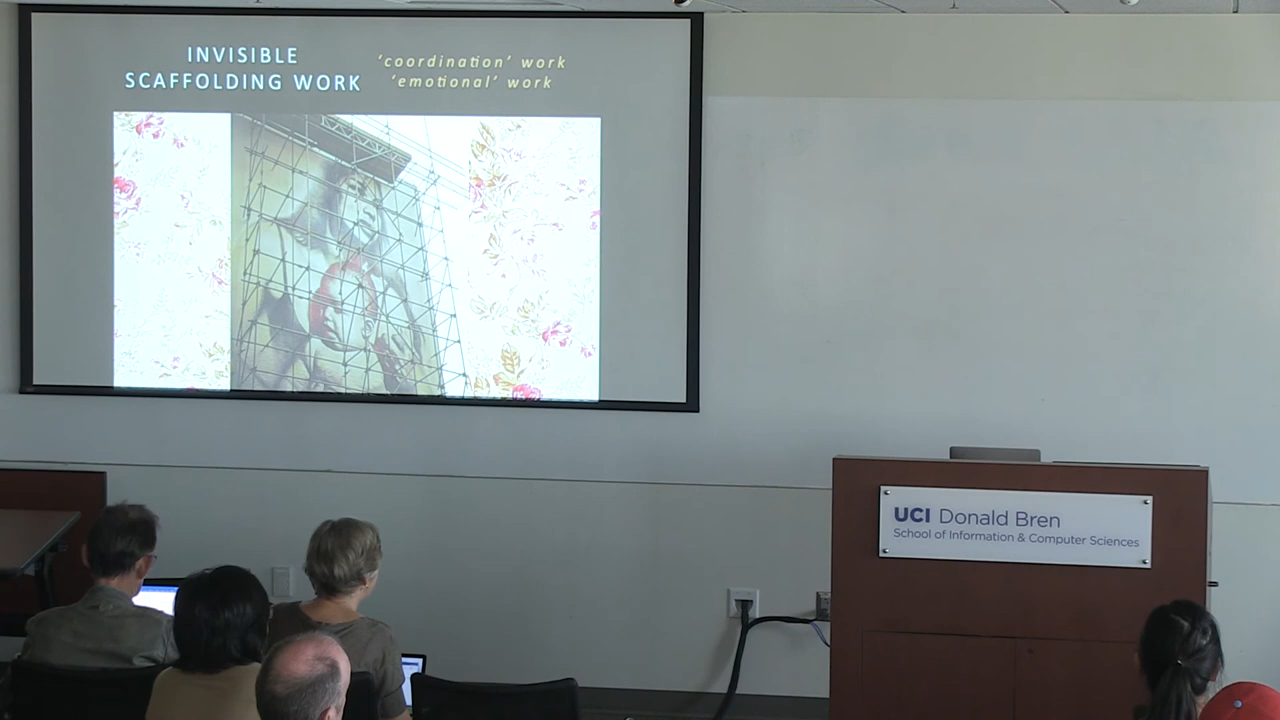 INVISIBLE
SCAFFOLDING WORK
‘coordination’ work
‘emotional’ work
UCI Donald Bren
School of Information & Computer Sciences